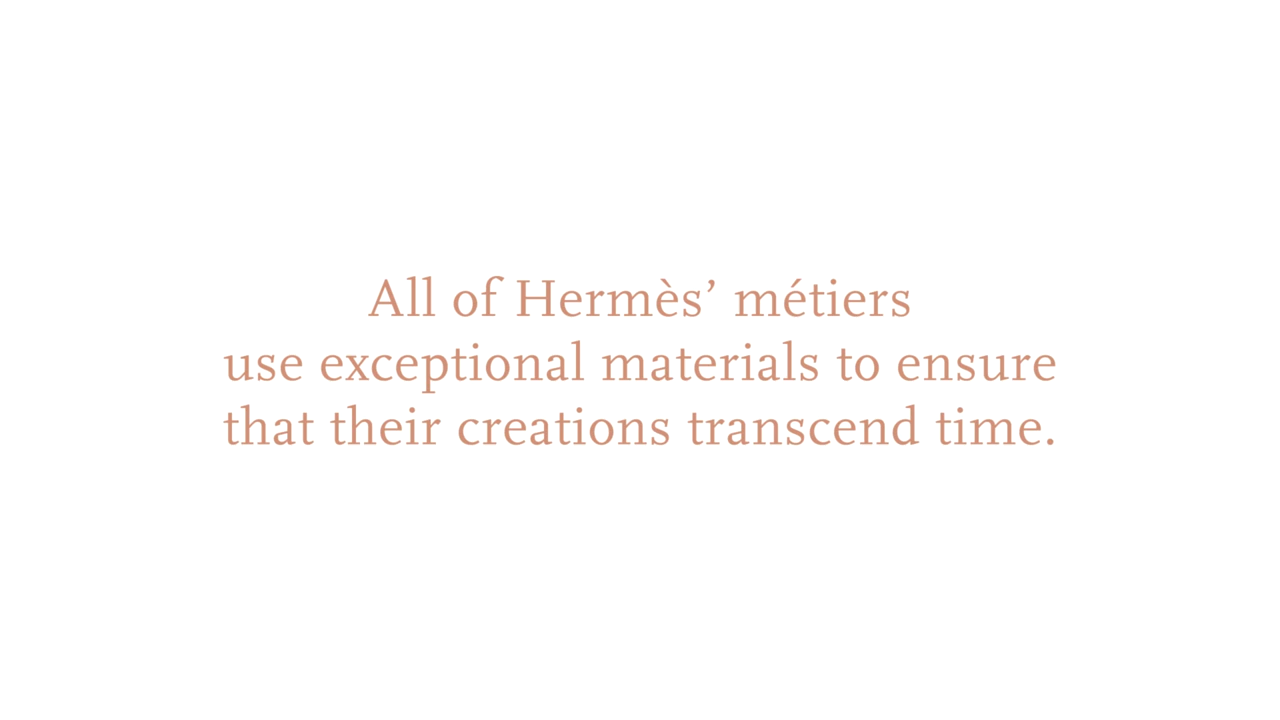 All of Hermès’ métiers
use exceptional materials to ensure
that their creations transcend time.